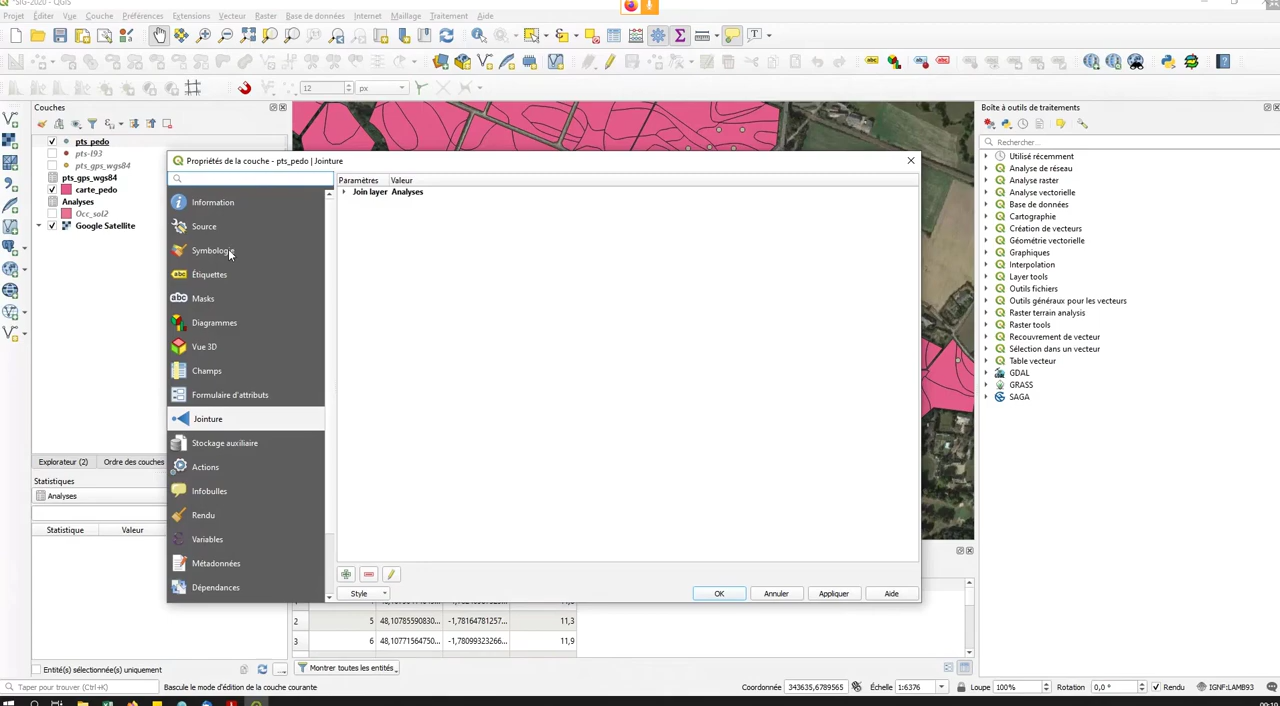 *SIG-2020 - QGIS
Projet Éditer Vue Couche Préférences Extensions Vecteur Raster Base de données Internet Maillage Traitement Aide
12 px
Couches
Boîte à outils de traitements
Rechercher...
pts_pedo
pts-l93
pts_gps_wgs84
pts_gps_wgs84
carte_pedo
Analyses
Occ_sol2
Google Satellite
Propriétés de la couche - pts_pedo | Jointure
Information
Source
Symbologie
Étiquettes
Masks
Diagrammes
Vue 3D
Champs
Formulaire d'attributs
Jointure
Stockage auxiliaire
Actions
Infobulles
Rendu
Variables
Métadonnées
Dépendances
Paramètres Valeur
Join layer Analyses
Style OK Annuler Appliquer Aide
Utilisé récemment
Analyse de réseau
Analyse raster
Analyse vectorielle
Base de données
Cartographie
Création de vecteurs
Géométrie vectorielle
Graphiques
Interpolation
Layer tools
Outils fichiers
Outils généraux pour les vecteurs
Raster terrain analysis
Raster tools
Recouvrement de vecteur
Sélection dans un vecteur
Table vecteur
GDAL
GRASS
SAGA
Explorateur (2) Ordre des couches
Statistiques
Analyses
Statistique Valeur
2 5 48,10785590830... -1,78164781257... 11,3
3 6 48,10771564750... -1,78099323266... 11,9
Entité(s) sélectionnée(s) uniquement
Montrer toutes les entités
Taper pour trouver (Ctrl+K) Bascule le mode d'édition de la couche courante Coordonnée 343635,6789565 Échelle 1:6376 Loupe 100% Rotation 0,0 ° Rendu IGNF:LAMB93